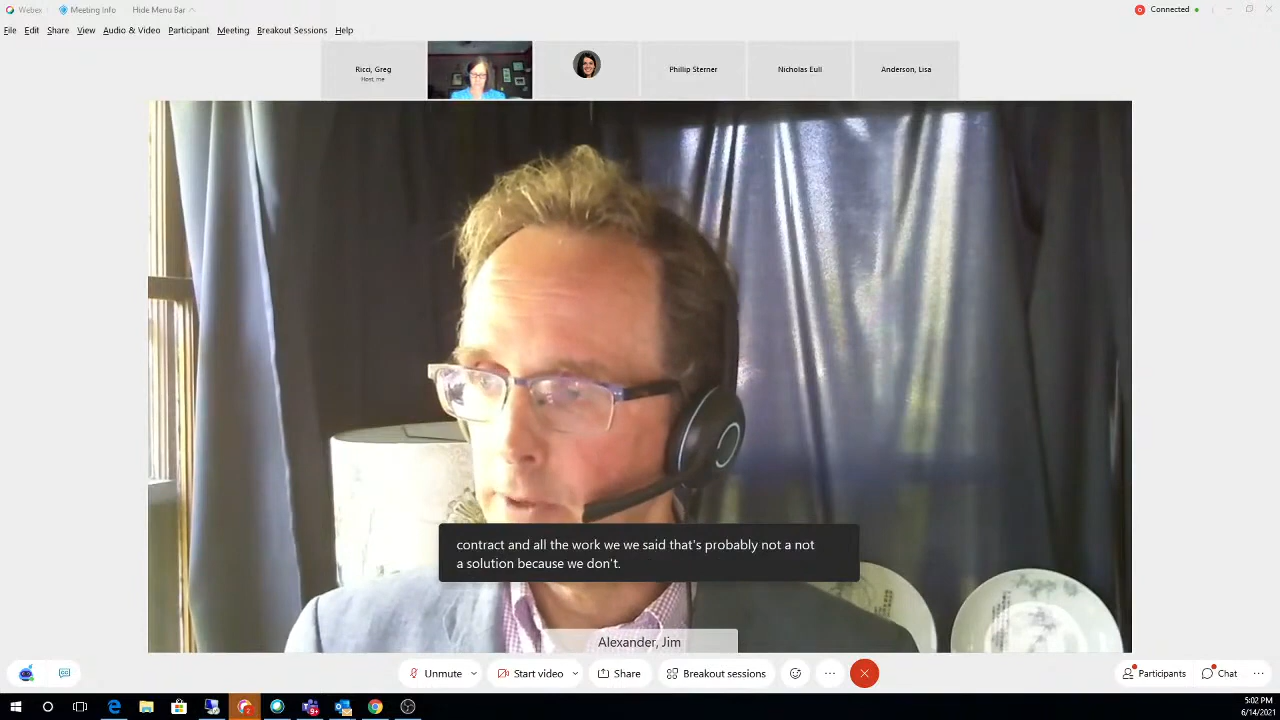 Webex
Meeting Info
Hide Menu Bar
Connected
File Edit Share View Audio & Video Participant Meeting Breakout Sessions Help
Ricci, Greg
Host, me
Phillip Sterner
Nicholas Eull
Anderson, Lisa
contract and all the work we we said that's probably not a not
a solution because we don't.
Alexander, Jim
Unmute
Start video
Share
Breakout sessions
Participants
Chat
5:02 PM
6/14/2021